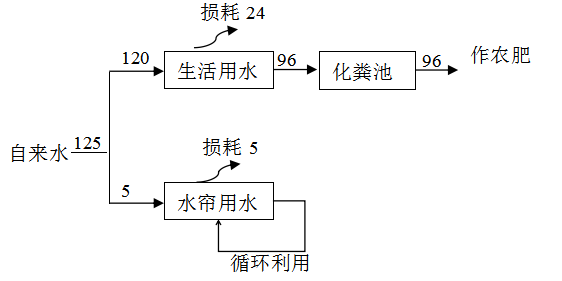 损耗 24
120
生活用水
96
化粪池
96
作农肥
自来水
125
损耗 5
5
水帘用水
循环利用